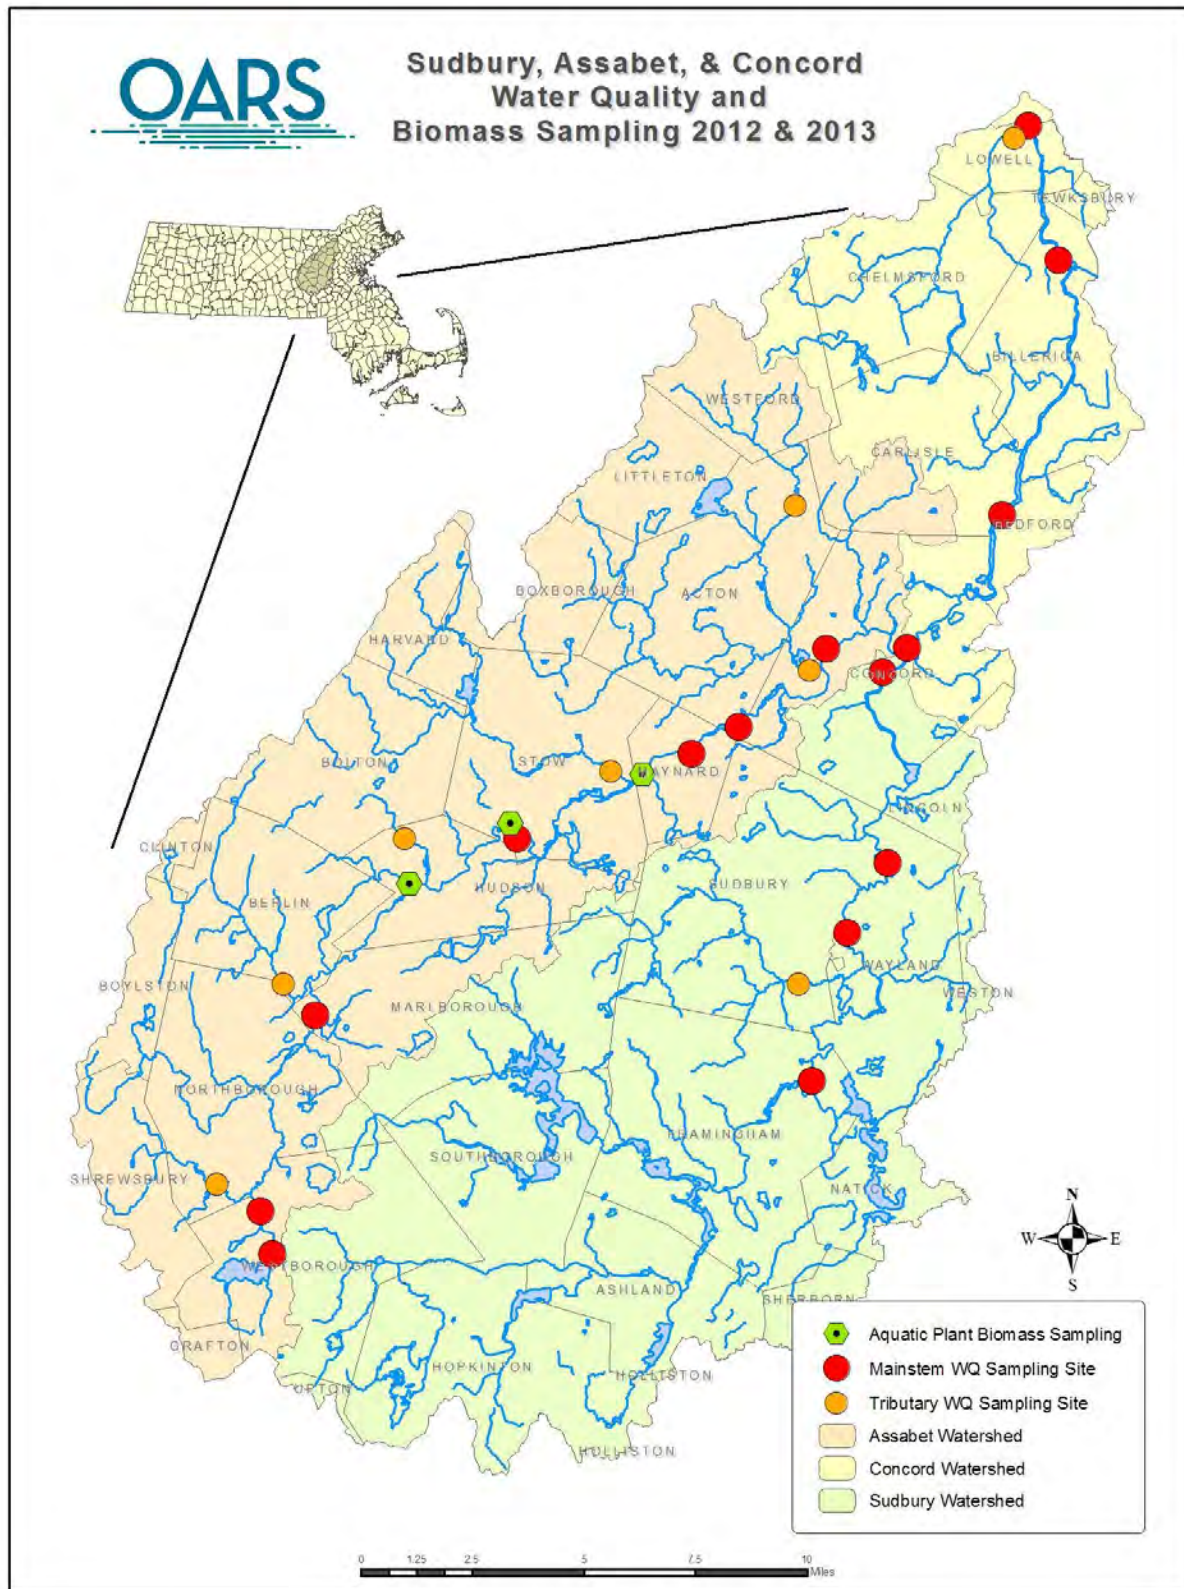 OARS
Sudbury, Assabet, & Concord
Water Quality and
Biomass Sampling 2012 & 2013
LOWELL
TEWKSBURY
CHELMSFORD
BILLERICA
WESTFORD
CARLISLE
LITTLETON
BEDFORD
BOXBOROUGH
ACTON
HARVARD
CONCORD
BOLTON
STOW
MAYNARD
LINCOLN
CLINTON
SUDBURY
HUDSON
BERLIN
WAYLAND
BOYLSTON
WESTON
MARLBOROUGH
NORTHBOROUGH
FRAMINGHAM
SOUTHBOROUGH
SHREWSBURY
NATICK
N
W
E
S
WESTBOROUGH
ASHLAND
SHERBORN
GRAFTON
HOPKINTON
HOLLISTON
UPTON
HOLLISTON
Aquatic Plant Biomass Sampling
Mainstem WQ Sampling Site
Tributary WQ Sampling Site
Assabet Watershed
Concord Watershed
Sudbury Watershed
0 1.25 2.5 5 7.5 10
Miles